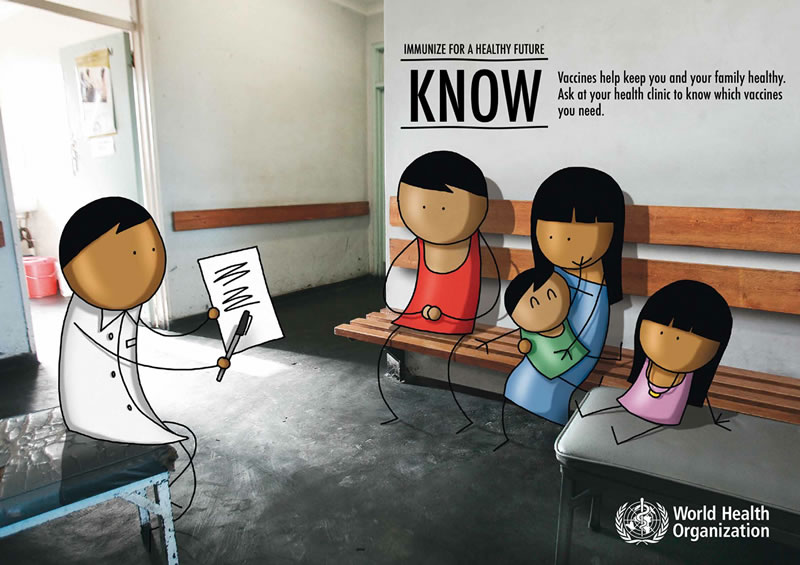 IMMUNIZE FOR A HEALTHY FUTURE
KNOW
Vaccines help keep you and your family healthy.
Ask at your health clinic to know which vaccines
you need.
World Health
Organization